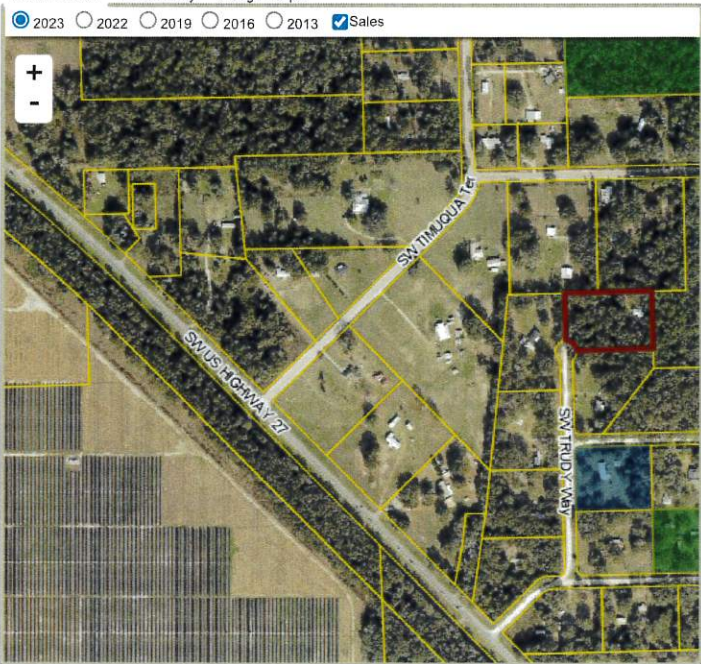 2023 2022 2019 2016 2013 Sales
+
-
SW TIMUQUA Ter
SW US HIGHWAY 27
SW TRUDY Way